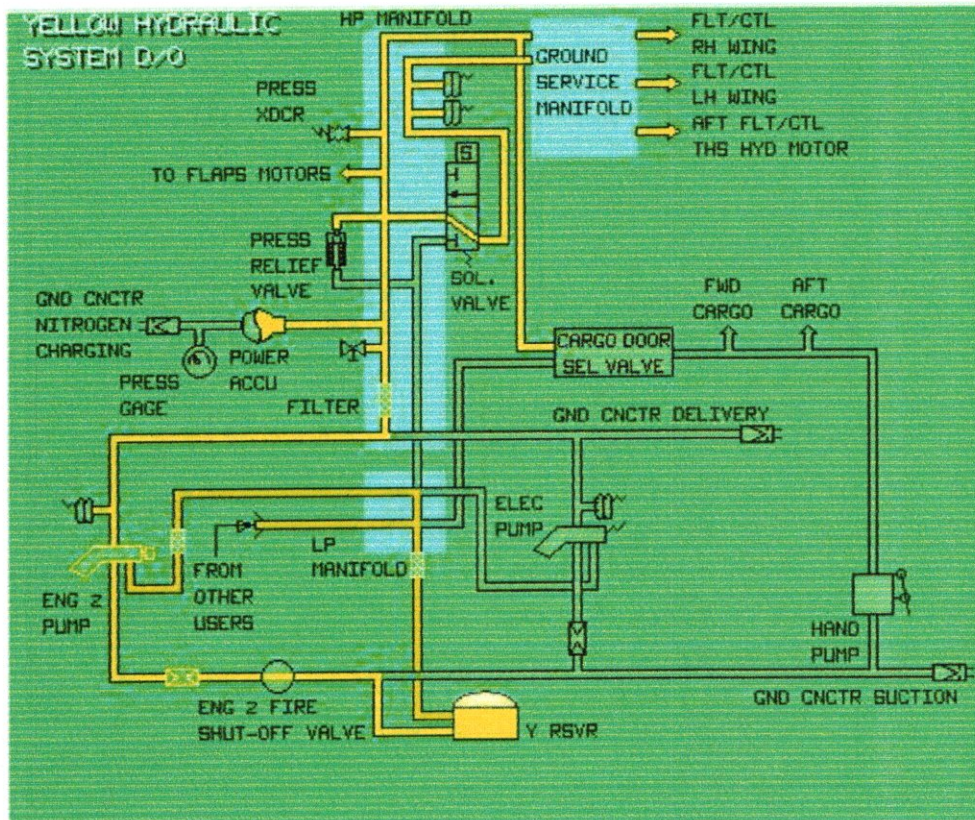 YELLOW HYDRAULIC
SYSTEM D/O
HP MANIFOLD
FLT/CTL
RH WING
GROUND
SERVICE
MANIFOLD
FLT/CTL
LH WING
PRESS
XDCR
AFT FLT/CTL
THS HYD MOTOR
S
TO FLAPS MOTORS
PRESS
RELIEF
VALVE
SOL.
VALVE
FWD
CARGO
AFT
CARGO
GND CNCTR
NITROGEN
CHARGING
PRESS
GAGE
POWER
ACCU
CARGO DOOR
SEL VALVE
FILTER
GND CNCTR DELIVERY
ELEC
PUMP
LP
MANIFOLD
FROM
OTHER
USERS
ENG 2
PUMP
HAND
PUMP
GND CNCTR SUCTION
ENG 2 FIRE
SHUT-OFF VALVE
Y RSVR